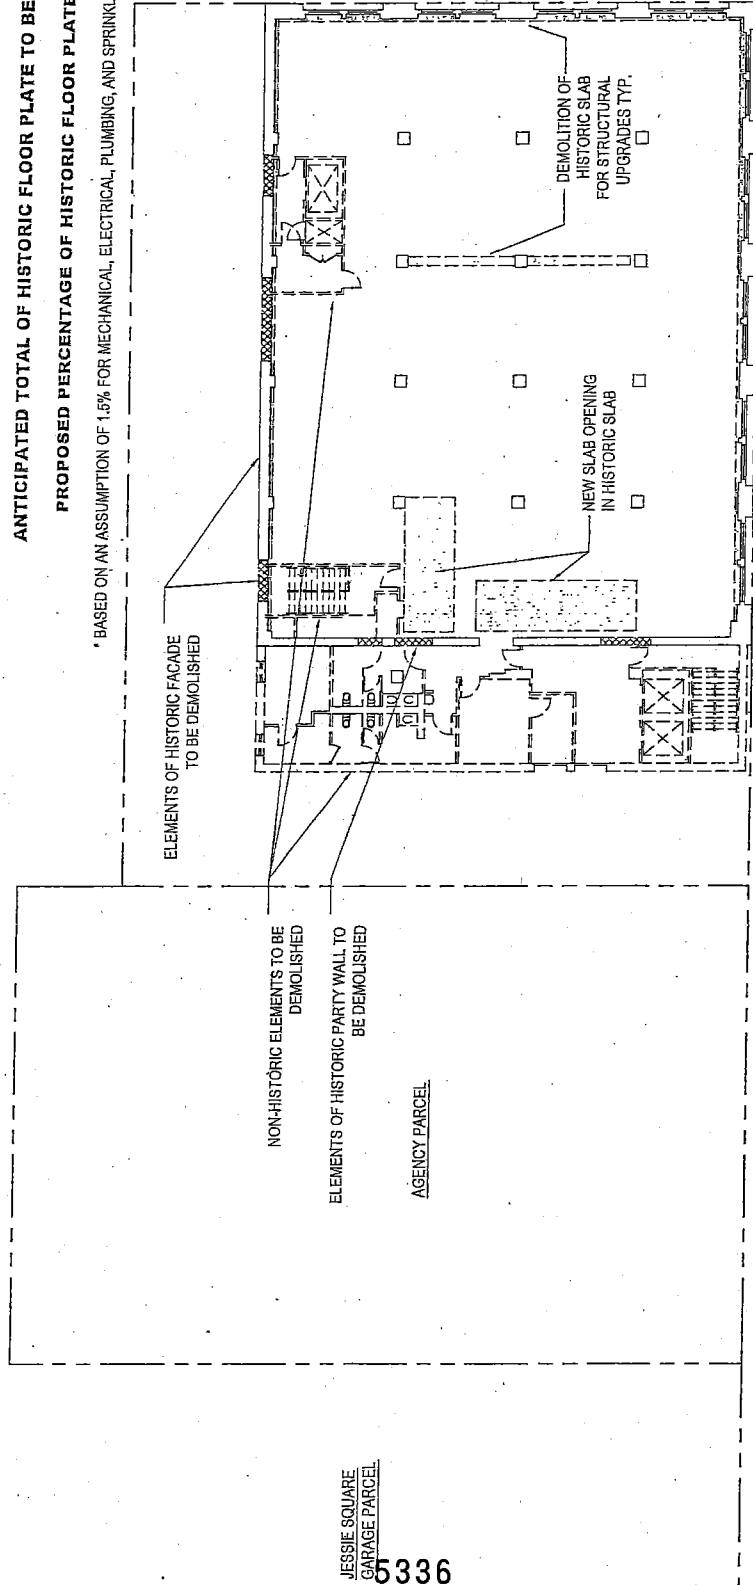 ANTICIPATED TOTAL OF HISTORIC FLOOR PLATE TO BE
PROPOSED PERCENTAGE OF HISTORIC FLOOR PLATE
* BASED ON AN ASSUMPTION OF 1.5% FOR MECHANICAL, ELECTRICAL, PLUMBING, AND
ELEMENTS OF HISTORIC FACADE
TO BE DEMOLISHED
DEMOLITION OF
HISTORIC SLAB
FOR STRUCTURAL
UPGRADES TYP.
NEW SLAB OPENING
IN HISTORIC SLAB
NON-HISTORIC ELEMENTS TO BE
DEMOLISHED
ELEMENTS OF HISTORIC PARTY WALL TO
BE DEMOLISHED
AGENCY PARCEL
JESSIE SQUARE
GARAGE PARCEL
5336